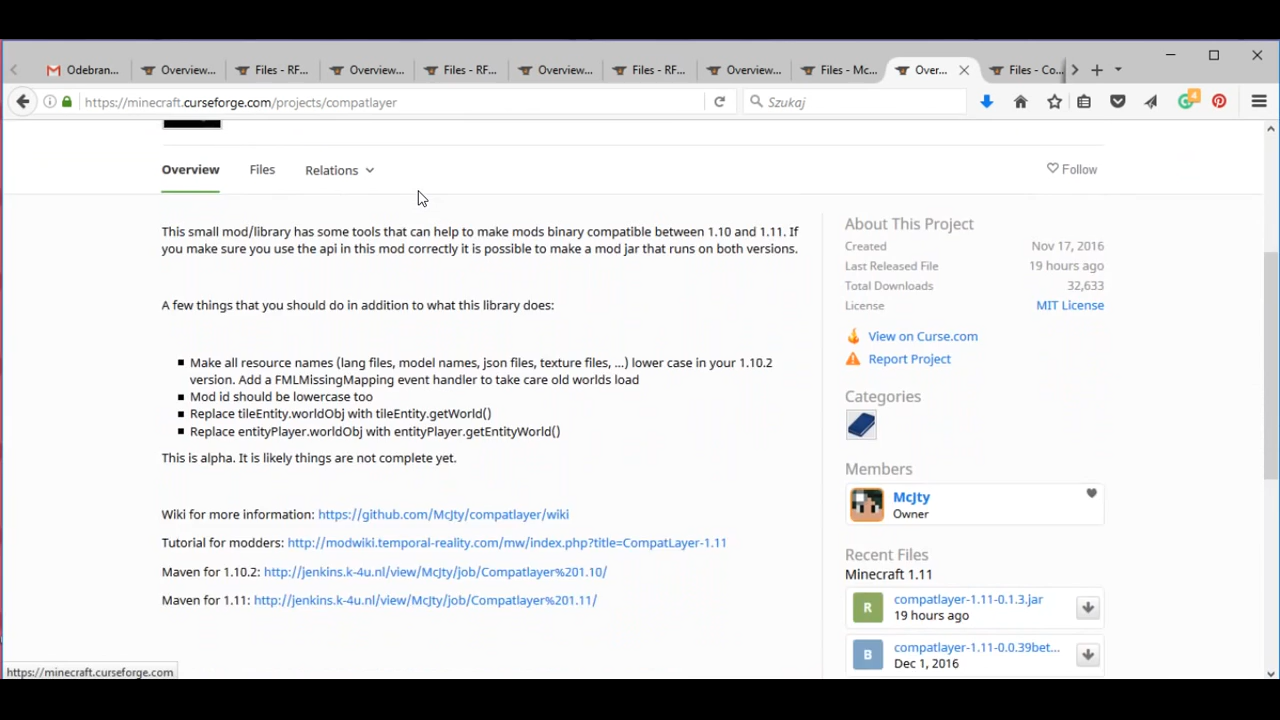 Odebran...
Overview...
Files - RF...
Overview...
Files - RF...
Overview...
Files - RF...
Overview...
Files - Mc...
Over...
Files - Co...
https://minecraft.curseforge.com/projects/compatlayer
Szukaj
4
Overview Files Relations
Follow
This small mod/library has some tools that can help to make mods binary compatible between 1.10 and 1.11. If
you make sure you use the api in this mod correctly it is possible to make a mod jar that runs on both versions.
A few things that you should do in addition to what this library does:
Make all resource names (lang files, model names, json files, texture files, ...) lower case in your 1.10.2
version. Add a FMLMissingMapping event handler to take care old worlds load
Mod id should be lowercase too
Replace tileEntity.worldObj with tileEntity.getWorld()
Replace entityPlayer.worldObj with entityPlayer.getEntityWorld()
This is alpha. It is likely things are not complete yet.
Wiki for more information: https://github.com/McJty/compatlayer/wiki
Tutorial for modders: http://modwiki.temporal-reality.com/mw/index.php?title=CompatLayer-1.11
Maven for 1.10.2: http://jenkins.k-4u.nl/view/McJty/job/Compatlayer%201.10/
Maven for 1.11: http://jenkins.k-4u.nl/view/McJty/job/Compatlayer%201.11/
About This Project
Created Nov 17, 2016
Last Released File 19 hours ago
Total Downloads 32,633
License MIT License
View on Curse.com
Report Project
Categories
Members
McJty
Owner
Recent Files
Minecraft 1.11
R
compatlayer-1.11-0.1.3.jar
19 hours ago
B
compatlayer-1.11-0.0.39bet...
Dec 1, 2016
https://minecraft.curseforge.com